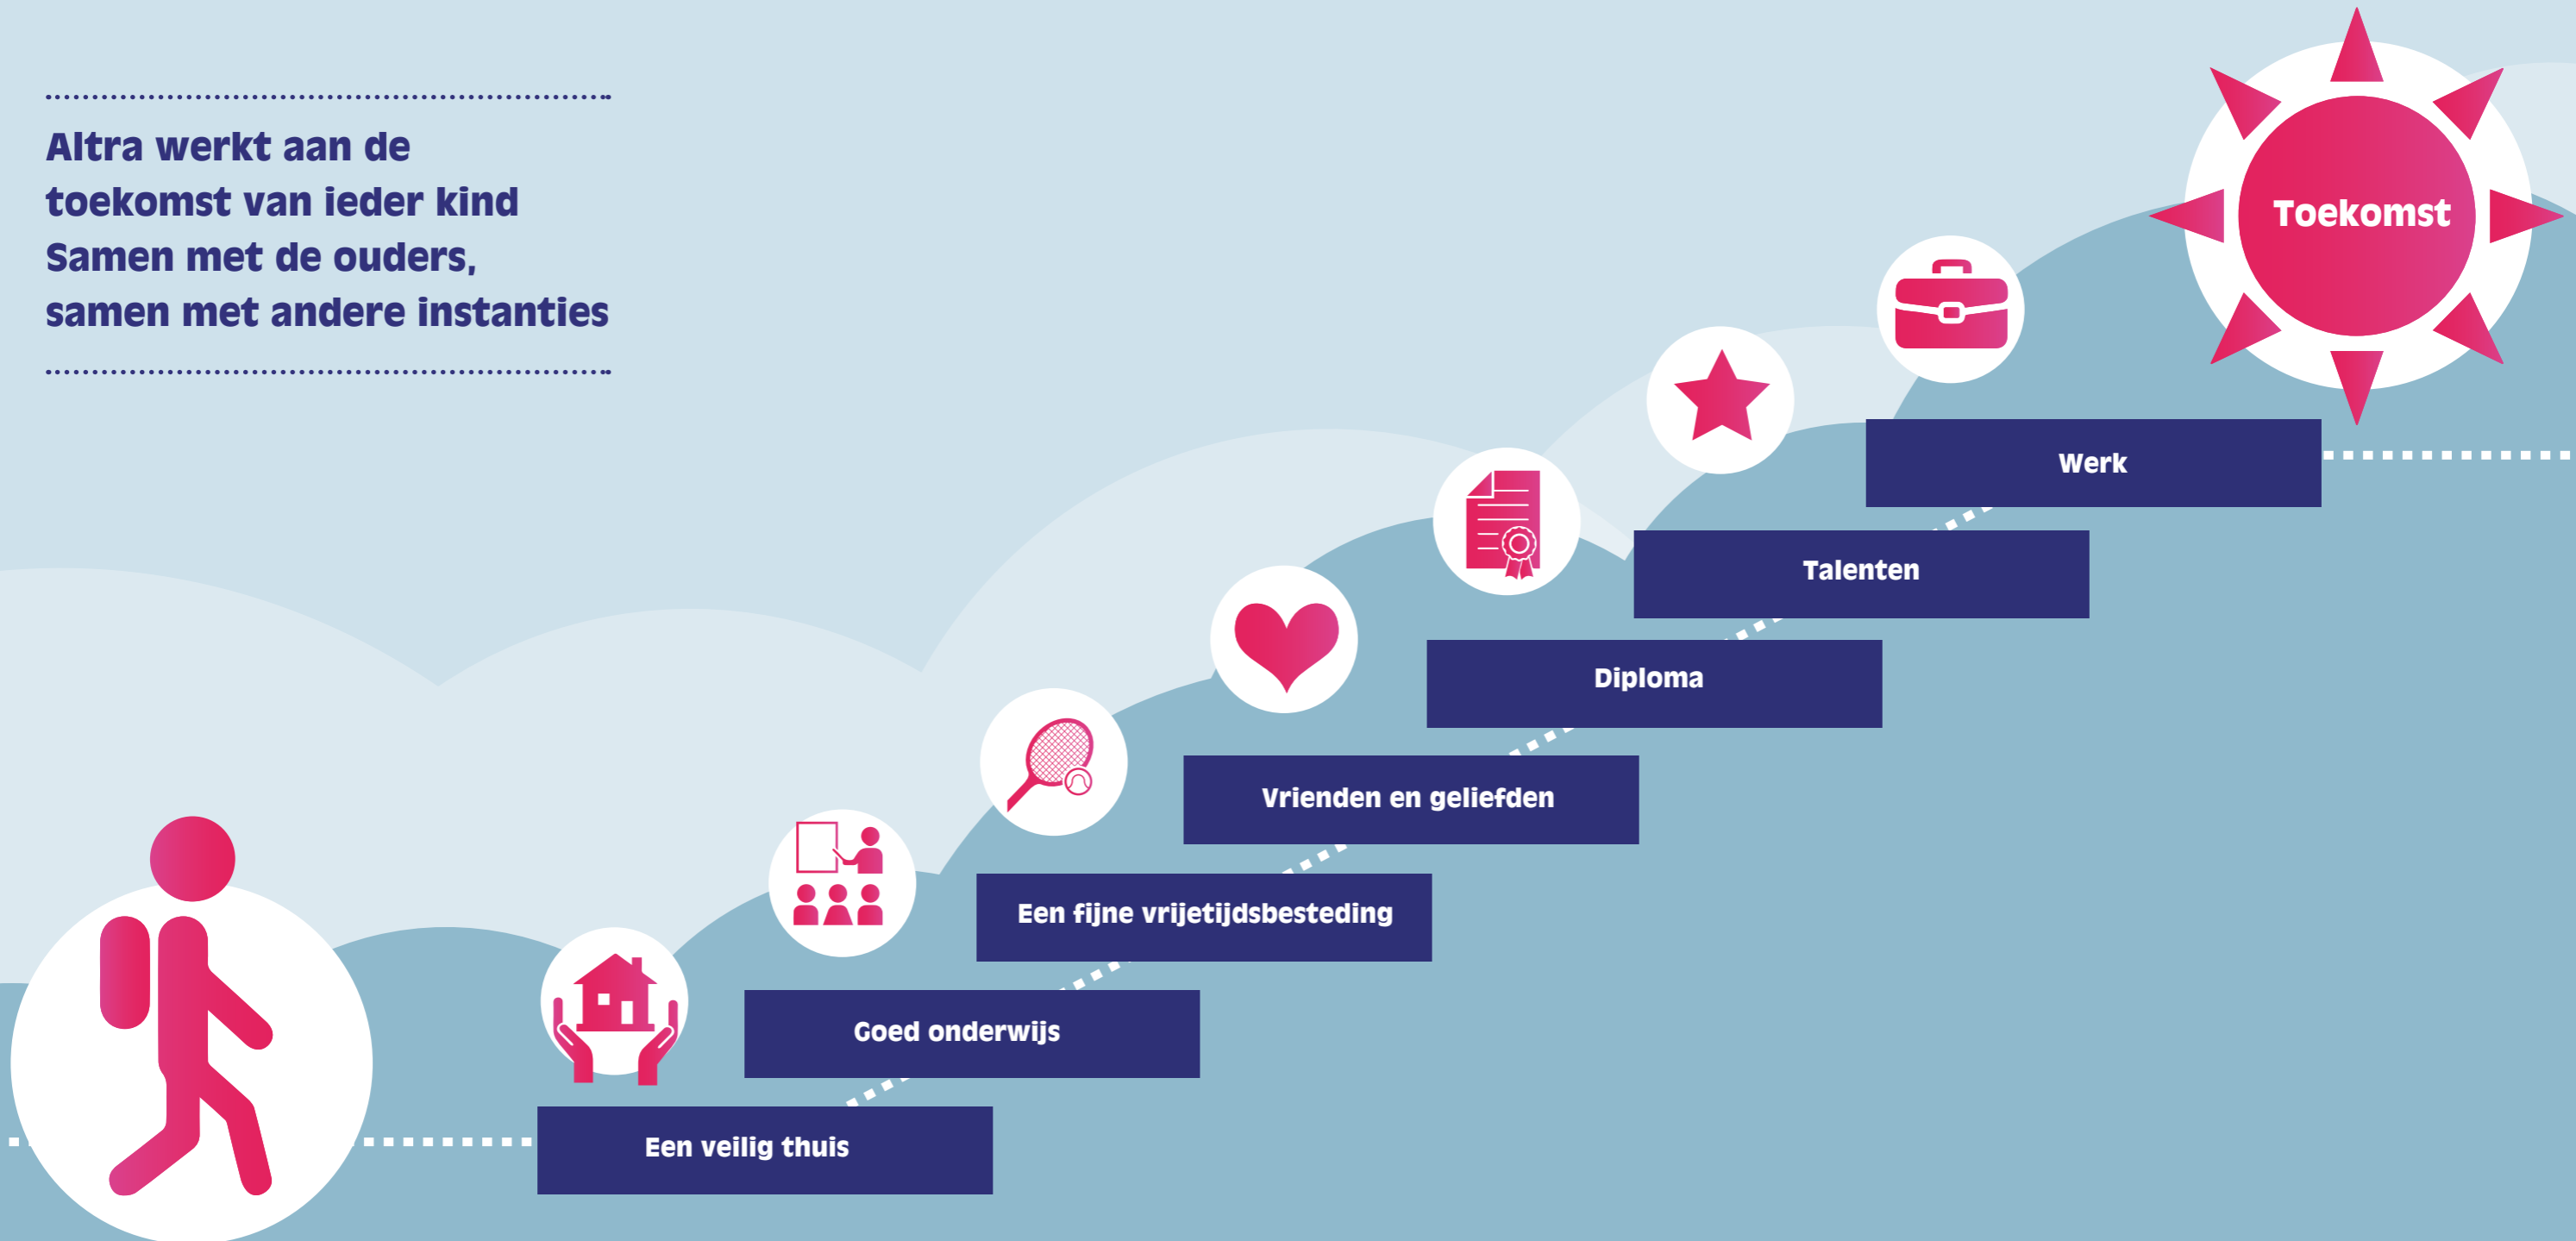 Altra werkt aan de
toekomst van ieder kind
Samen met de ouders,
samen met andere instanties
Toekomst
Werk
Talenten
Diploma
Vrienden en geliefden
Een fijne vrijetijdsbesteding
Goed onderwijs
Een veilig thuis